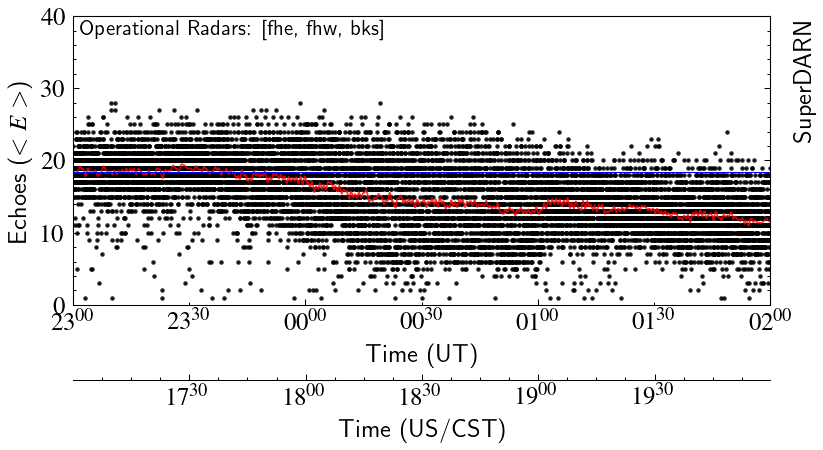 Operational Radars: [fhe, fhw, bks]
SuperDARN
Echoes (< E >)
40
30
20
10
0
23⁰⁰ 23³⁰ 00⁰⁰ 00³⁰ 01⁰⁰ 01³⁰ 02⁰⁰
Time (UT)
17³⁰ 18⁰⁰ 18³⁰ 19⁰⁰ 19³⁰
Time (US/CST)